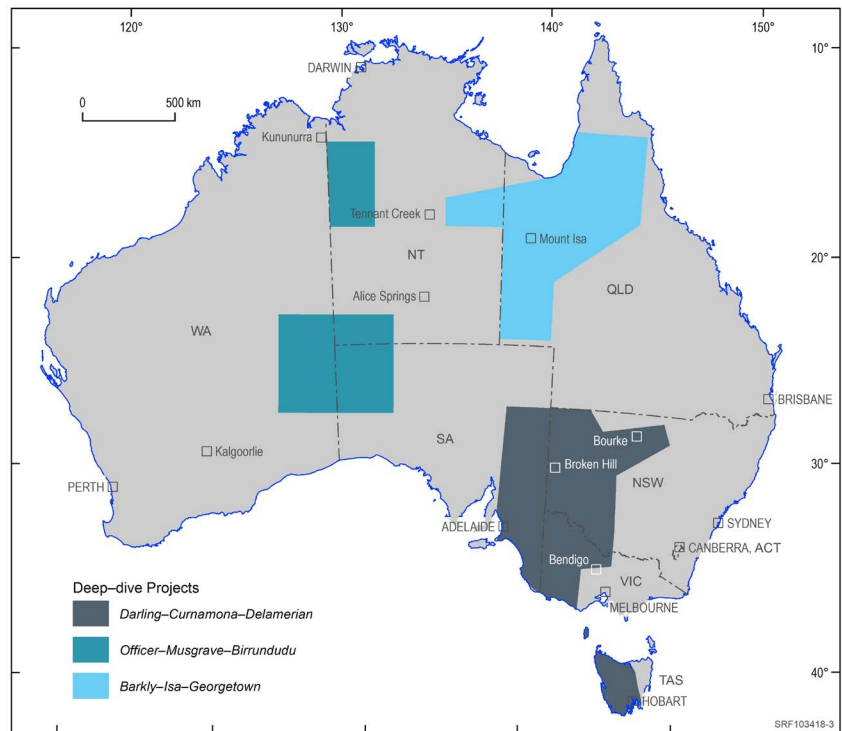 120°
130°
140°
150°
10°
DARWIN
0
500 km
Kununurra
Tennant Creek
Mount Isa
NT
20°
Alice Springs
QLD
WA
BRISBANE
SA
Bourke
Kalgoorlie
Broken Hill
30°
NSW
PERTH
ADELAIDE
SYDNEY
CANBERRA, ACT
Bendigo
VIC
MELBOURNE
Deep–dive Projects
Darling–Curnamona–Delamerian
Officer–Musgrave–Birrundudu
Barkly–Isa–Georgetown
40°
TAS
HOBART
SRF103418-3